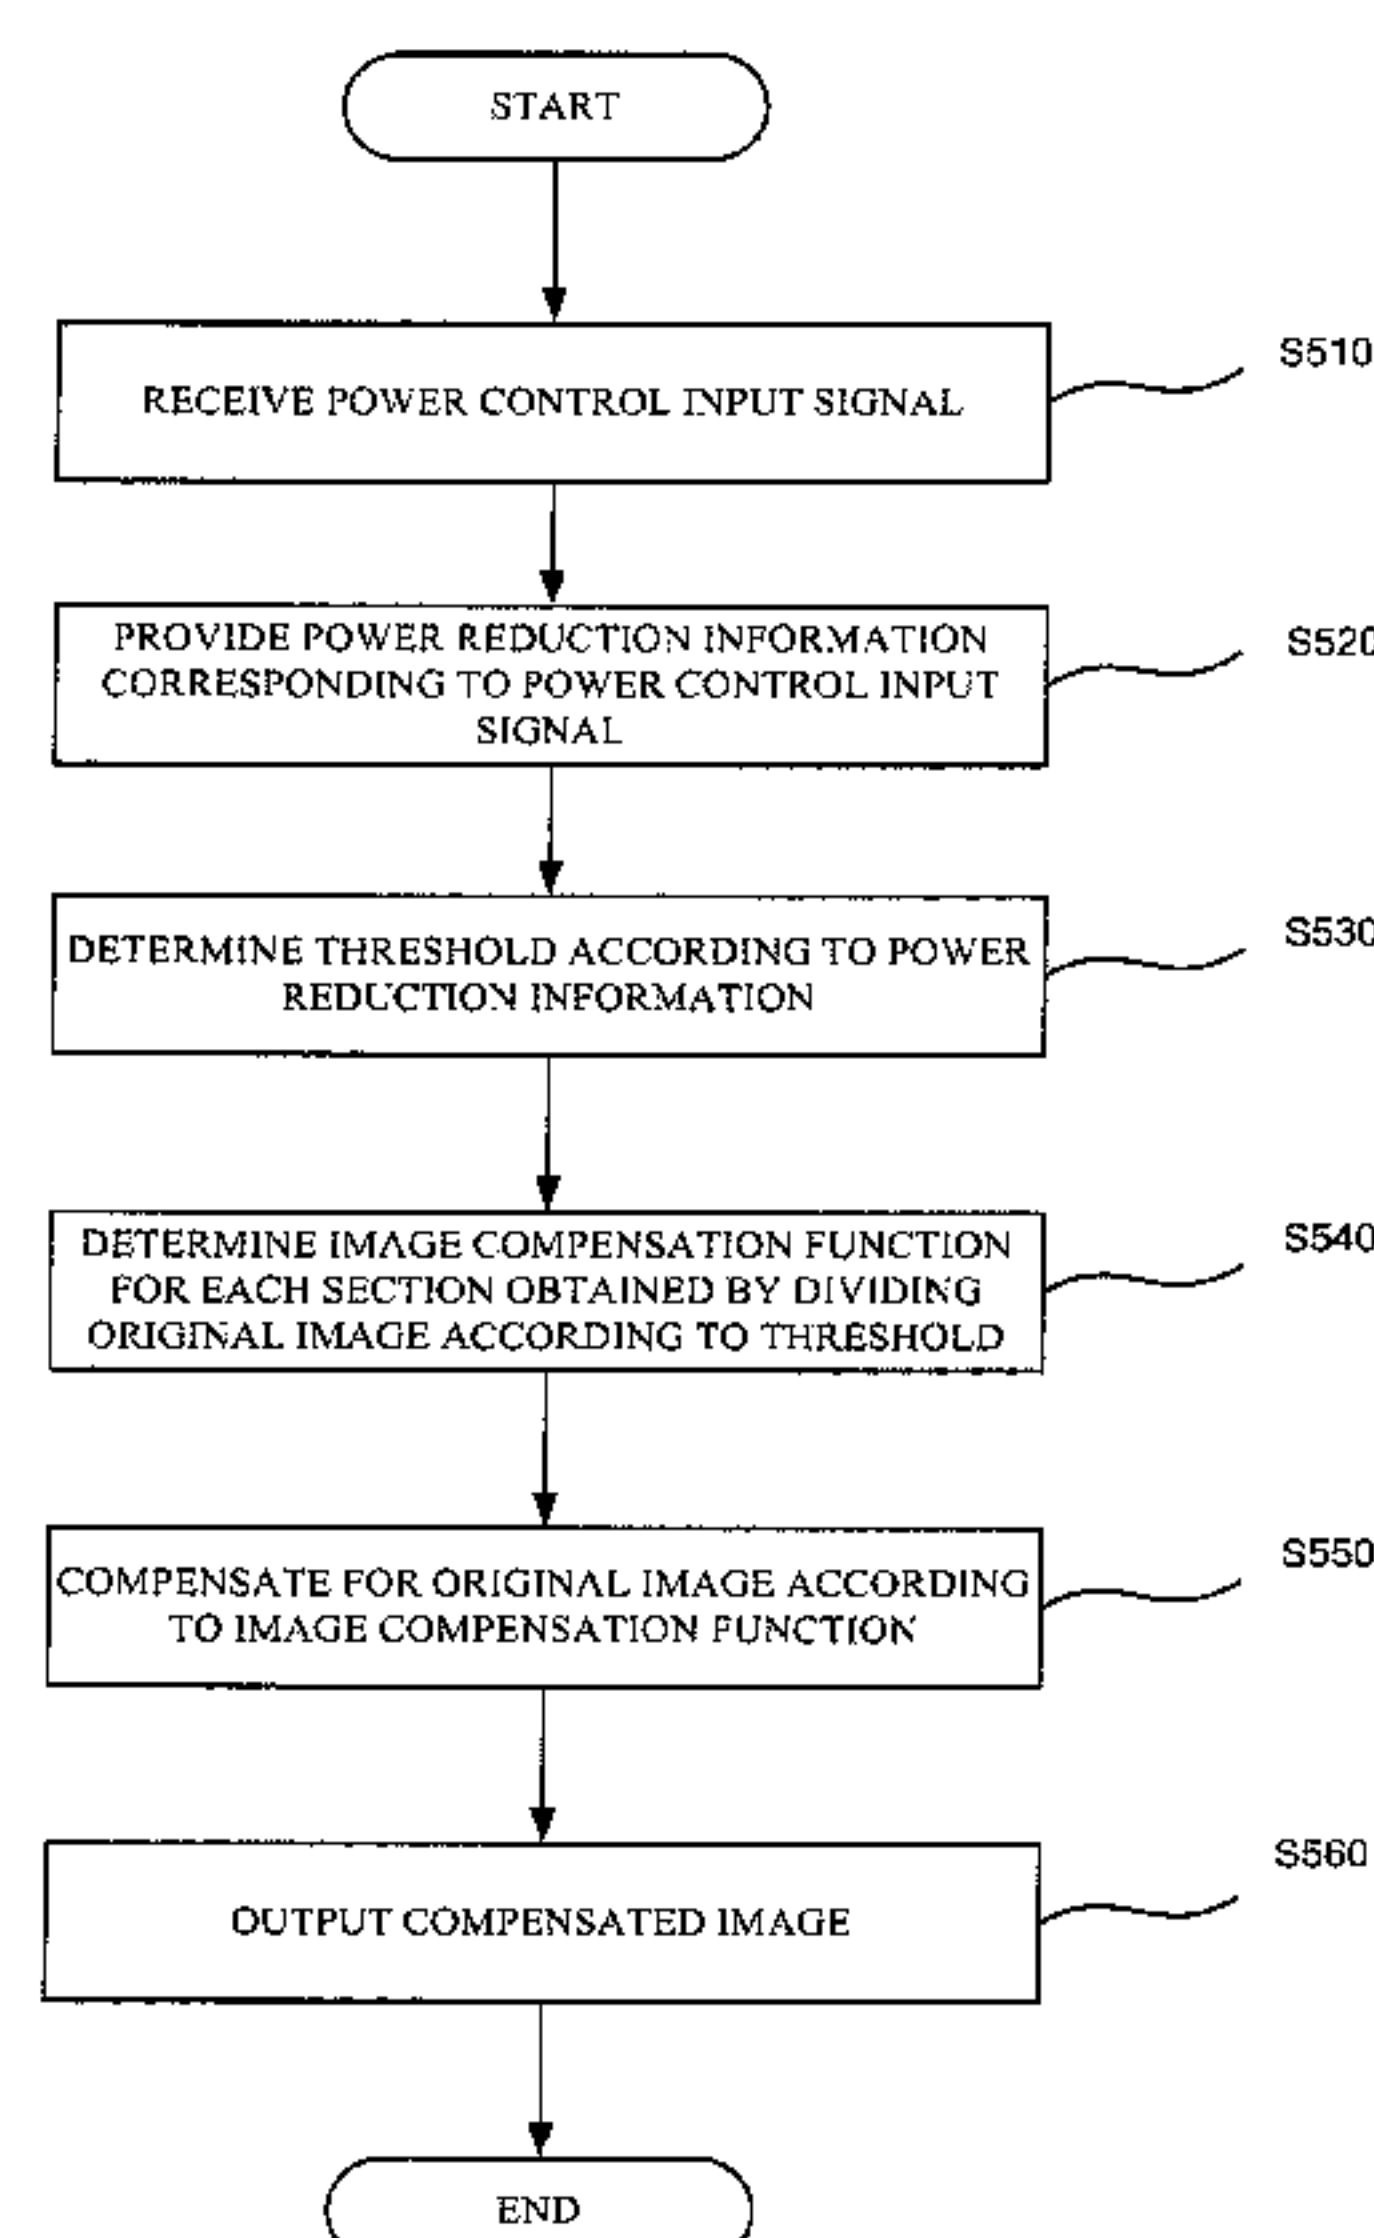 START
RECEIVE POWER CONTROL INPUT SIGNAL
S510
PROVIDE POWER REDUCTION INFORMATION
CORRESPONDING TO POWER CONTROL INPUT
SIGNAL
S520
DETERMINE THRESHOLD ACCORDING TO POWER
REDUCTION INFORMATION
S530
DETERMINE IMAGE COMPENSATION FUNCTION
FOR EACH SECTION OBTAINED BY DIVIDING
ORIGINAL IMAGE ACCORDING TO THRESHOLD
S540
COMPENSATE FOR ORIGINAL IMAGE ACCORDING
TO IMAGE COMPENSATION FUNCTION
S550
OUTPUT COMPENSATED IMAGE
S560
END